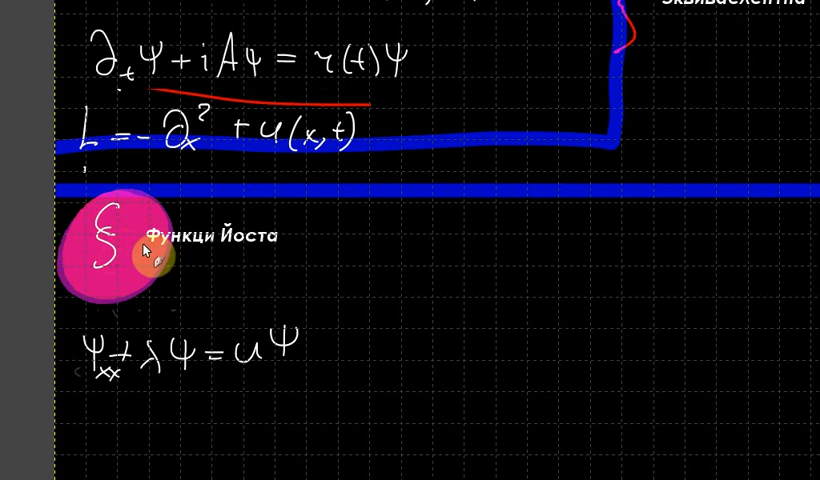 Эквивалентна
∂ₜΨ + iAΨ = r(t)Ψ
L = -∂ₓ² + u(x,t)
§ Функци Йоста
Ψₓₓ + λΨ = uΨ